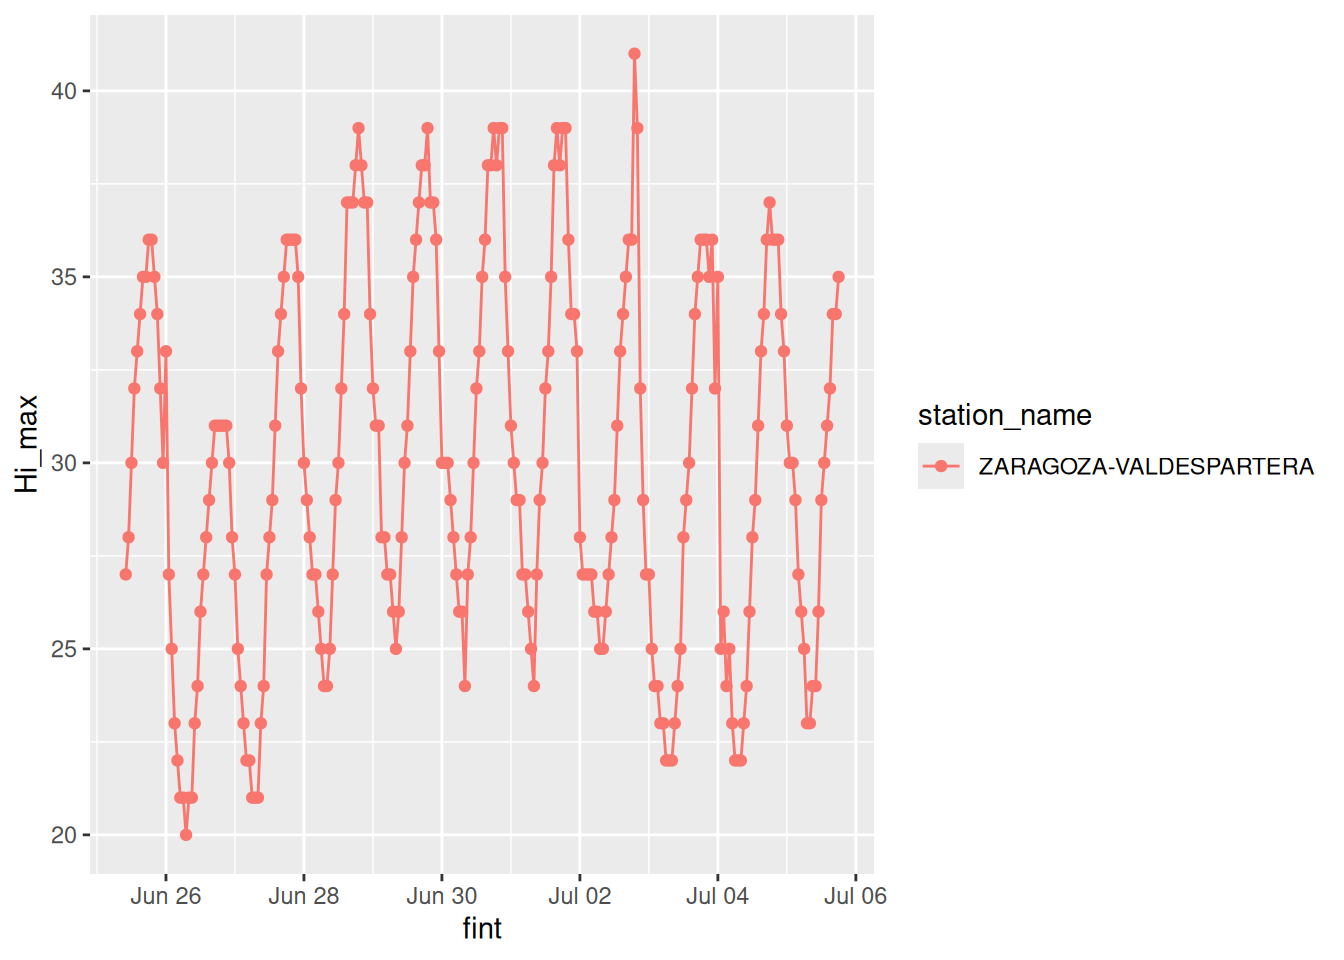 Hi_max
40
35
30
25
20
Jun 26
Jun 28
Jun 30
Jul 02
Jul 04
Jul 06
fint
station_name
ZARAGOZA-VALDESPARTERA